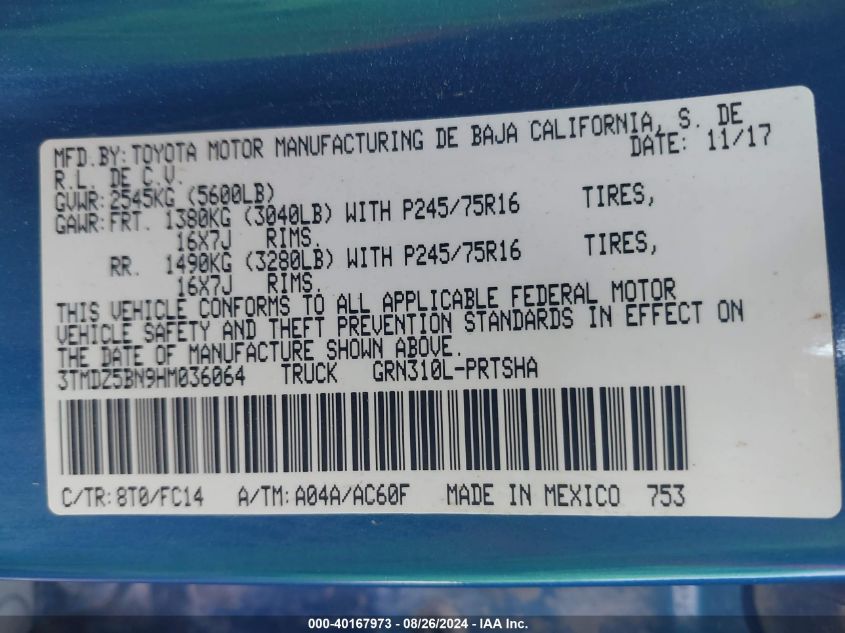 MFD.BY: TOYOTA MOTOR MANUFACTURING DE BAJA CALIFORNIA, S. DE
R.L. DE C.V. DATE: 11/17
GVWR: 2545KG (5600LB)
GAWR: FRT. 1380KG (3040LB) WITH P245/75R16 TIRES,
16X7J RIMS.
RR. 1490KG (3280LB) WITH P245/75R16 TIRES,
16X7J RIMS.
THIS VEHICLE CONFORMS TO ALL APPLICABLE FEDERAL MOTOR
VEHICLE SAFETY AND THEFT PREVENTION STANDARDS IN EFFECT ON
THE DATE OF MANUFACTURE SHOWN ABOVE.
3TMDZ5BN9HM036064 TRUCK GRN310L-PRTSHA
C/TR: 8T0/FC14 A/TM: A04A/AC60F MADE IN MEXICO 753
000-40167973 - 08/26/2024 - IAA Inc.